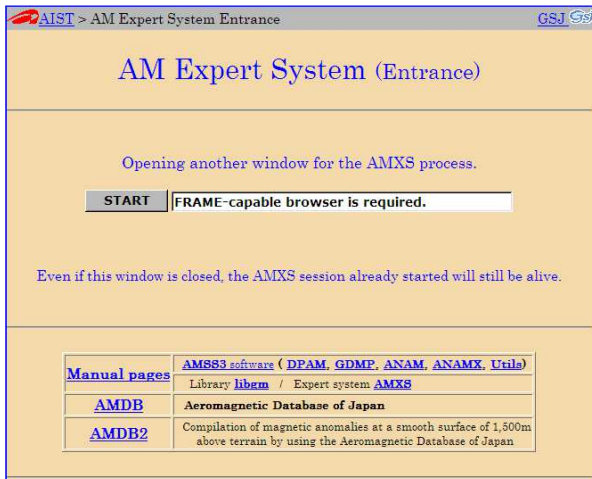 AIST > AM Expert System Entrance GSJ GSJ
AM Expert System (Entrance)
Opening another window for the AMXS process.
START FRAME-capable browser is required.
Even if this window is closed, the AMXS session already started will still be alive.
Manual pages
AMSS3 software ( DPAM, GDMP, ANAM, ANAMX, Utils)
Library libgm / Expert system AMXS
AMDB Aeromagnetic Database of Japan
AMDB2
Compilation of magnetic anomalies at a smooth surface of 1,500m
above terrain by using the Aeromagnetic Database of Japan